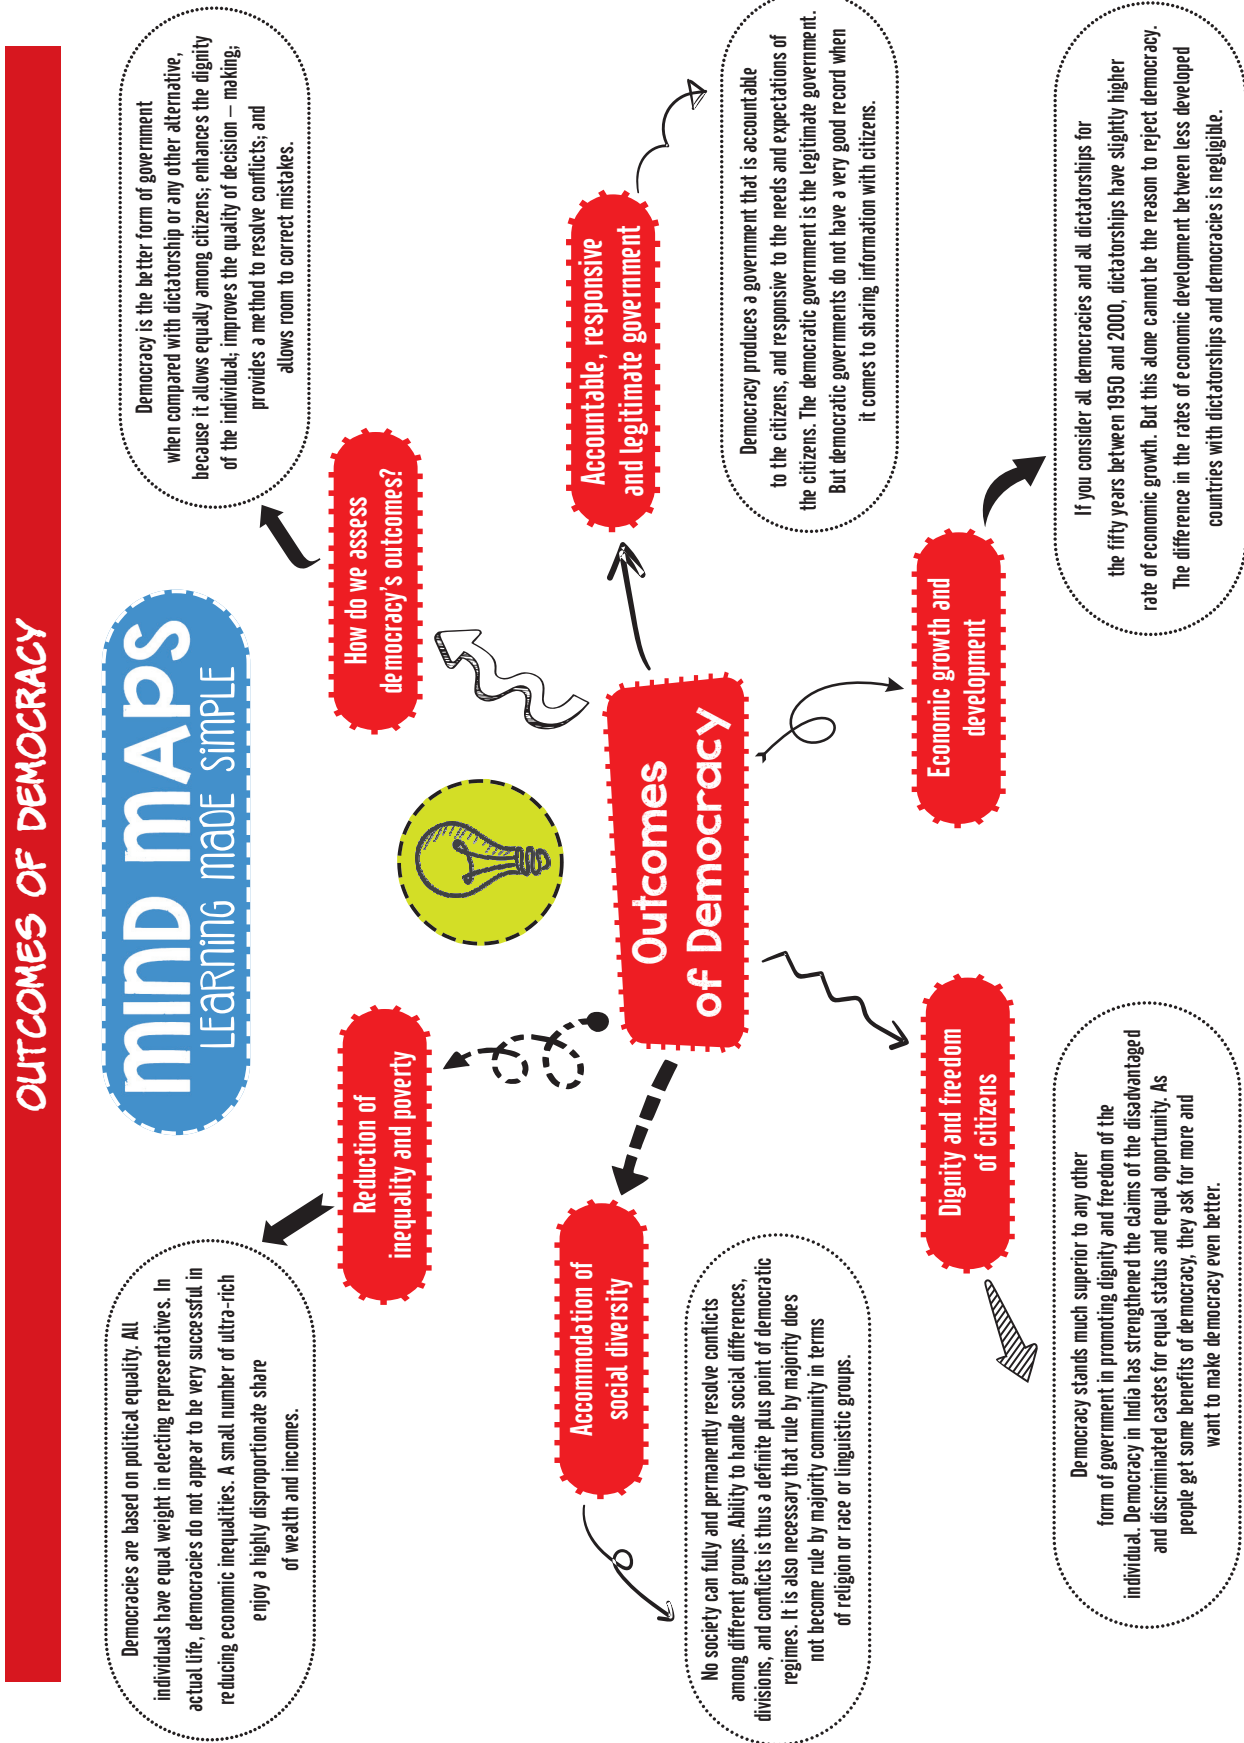 OUTCOMES OF DEMOCRACY
MIND MAPS
LEARNING MADE SIMPLE
Outcomes
of Democracy
How do we assess
democracy's outcomes?
Democracy is the better form of government
when compared with dictatorship or any other alternative,
because it allows equally among citizens; enhances the dignity
of the individual; improves the quality of decision – making;
provides a method to resolve conflicts; and
allows room to correct mistakes.
Accountable, responsive
and legitimate government
Democracy produces a government that is accountable
to the citizens, and responsive to the needs and expectations of
the citizens. The democratic government is the legitimate government.
But democratic governments do not have a very good record when
it comes to sharing information with citizens.
Economic growth and
development
If you consider all democracies and all dictatorships for
the fifty years between 1950 and 2000, dictatorships have slightly higher
rate of economic growth. But this alone cannot be the reason to reject democracy.
The difference in the rates of economic development between less developed
countries with dictatorships and democracies is negligible.
Dignity and freedom
of citizens
Democracy stands much superior to any other
form of government in promoting dignity and freedom of the
individual. Democracy in India has strengthened the claims of the disadvantaged
and discriminated castes for equal status and equal opportunity. As
people get some benefits of democracy, they ask for more and
want to make democracy even better.
Accommodation of
social diversity
No society can fully and permanently resolve conflicts
among different groups. Ability to handle social differences,
divisions, and conflicts is thus a definite plus point of democratic
regimes. It is also necessary that rule by majority does
not become rule by majority community in terms
of religion or race or linguistic groups.
Reduction of
inequality and poverty
Democracies are based on political equality. All
individuals have equal weight in electing representatives. In
actual life, democracies do not appear to be very successful in
reducing economic inequalities. A small number of ultra-rich
enjoy a highly disproportionate share
of wealth and incomes.